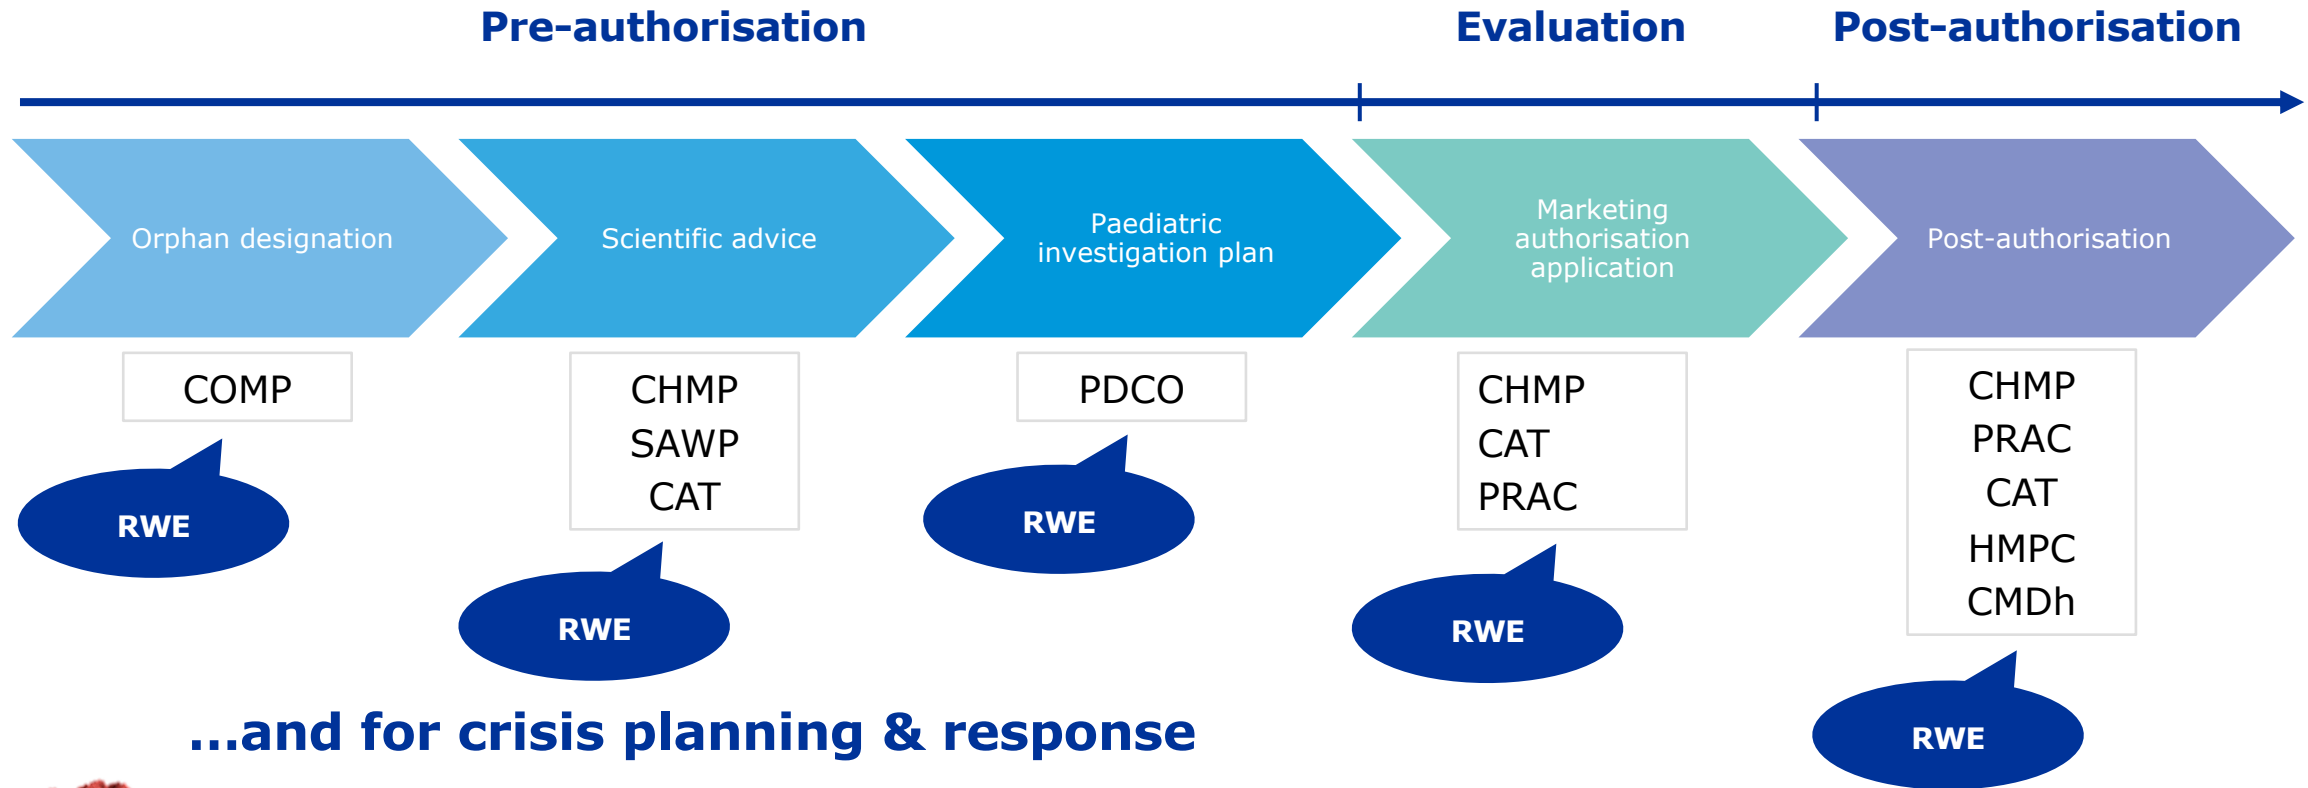 Pre-authorisation
Evaluation
Post-authorisation
Orphan designation
Scientific advice
Paediatric
investigation plan
Marketing
authorisation
application
Post-authorisation
COMP
RWE
CHMP
SAWP
CAT
RWE
PDCO
RWE
CHMP
CAT
PRAC
RWE
CHMP
PRAC
CAT
HMPC
CMDh
RWE
...and for crisis planning & response